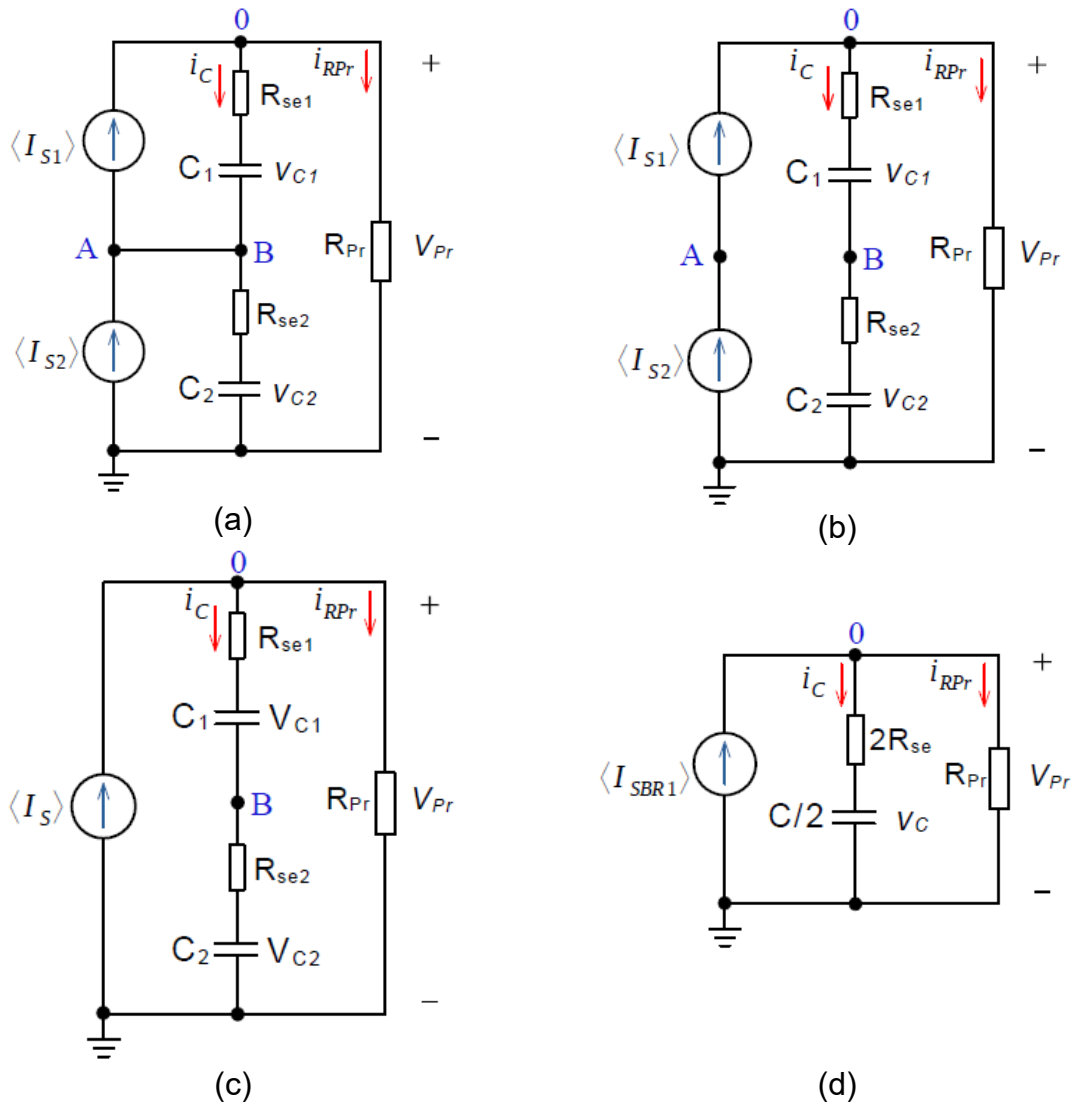 0
i_C
i_RPr
+
R_se1
⟨I_S1⟩
C_1
v_C1
A
B
R_Pr
V_Pr
R_se2
⟨I_S2⟩
C_2
v_C2
−
(a)
0
i_C
i_RPr
+
R_se1
⟨I_S1⟩
C_1
v_C1
A
B
R_Pr
V_Pr
R_se2
⟨I_S2⟩
C_2
v_C2
−
(b)
0
i_C
i_RPr
+
R_se1
C_1
V_C1
⟨I_S⟩
B
R_Pr
V_Pr
R_se2
C_2
V_C2
−
(c)
0
i_C
i_RPr
+
2R_se
⟨I_SBR1⟩
R_Pr
V_Pr
C/2
v_C
−
(d)